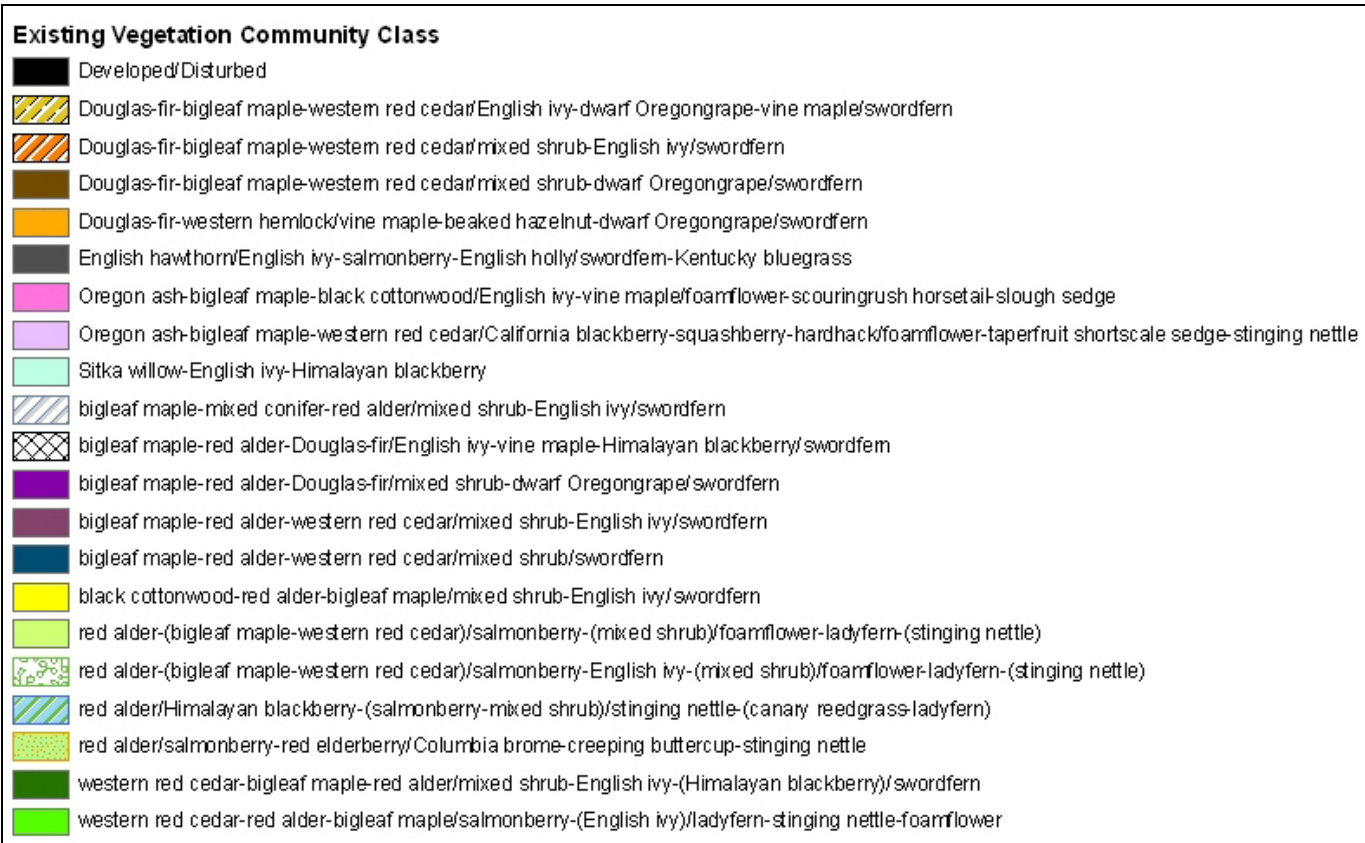 Existing Vegetation Community Class
Developed/Disturbed
Douglas-fir-bigleaf maple-western red cedar/English ivy-dwarf Oregongrape-vine maple/swordfern
Douglas-fir-bigleaf maple-western red cedar/mixed shrub-English ivy/swordfern
Douglas-fir-bigleaf maple-western red cedar/mixed shrub-dwarf Oregongrape/swordfern
Douglas-fir-western hemlock/vine maple-beaked hazelnut-dwarf Oregongrape/swordfern
English hawthorn/English ivy-salmonberry-English holly/swordfern-Kentucky bluegrass
Oregon ash-bigleaf maple-black cottonwood/English ivy-vine maple/foamflower-scouringrush horsetail-slough sedge
Oregon ash-bigleaf maple-western red cedar/California blackberry-squashberry-hardhack/foamflower-taperfruit shortscale sedge-stinging nettle
Sitka willow-English ivy-Himalayan blackberry
bigleaf maple-mixed conifer-red alder/mixed shrub-English ivy/swordfern
bigleaf maple-red alder-Douglas-fir/English ivy-vine maple-Himalayan blackberry/swordfern
bigleaf maple-red alder-Douglas-fir/mixed shrub-dwarf Oregongrape/swordfern
bigleaf maple-red alder-western red cedar/mixed shrub-English ivy/swordfern
bigleaf maple-red alder-western red cedar/mixed shrub/swordfern
black cottonwood-red alder-bigleaf maple/mixed shrub-English ivy/swordfern
red alder-(bigleaf maple-western red cedar)/salmonberry-(mixed shrub)/foamflower-ladyfern-(stinging nettle)
red alder-(bigleaf maple-western red cedar)/salmonberry-English ivy-(mixed shrub)/foamflower-ladyfern-(stinging nettle)
red alder/Himalayan blackberry-(salmonberry-mixed shrub)/stinging nettle-(canary reedgrass-ladyfern)
red alder/salmonberry-red elderberry/Columbia brome-creeping buttercup-stinging nettle
western red cedar-bigleaf maple-red alder/mixed shrub-English ivy-(Himalayan blackberry)/swordfern
western red cedar-red alder-bigleaf maple/salmonberry-(English ivy)/ladyfern-stinging nettle-foamflower